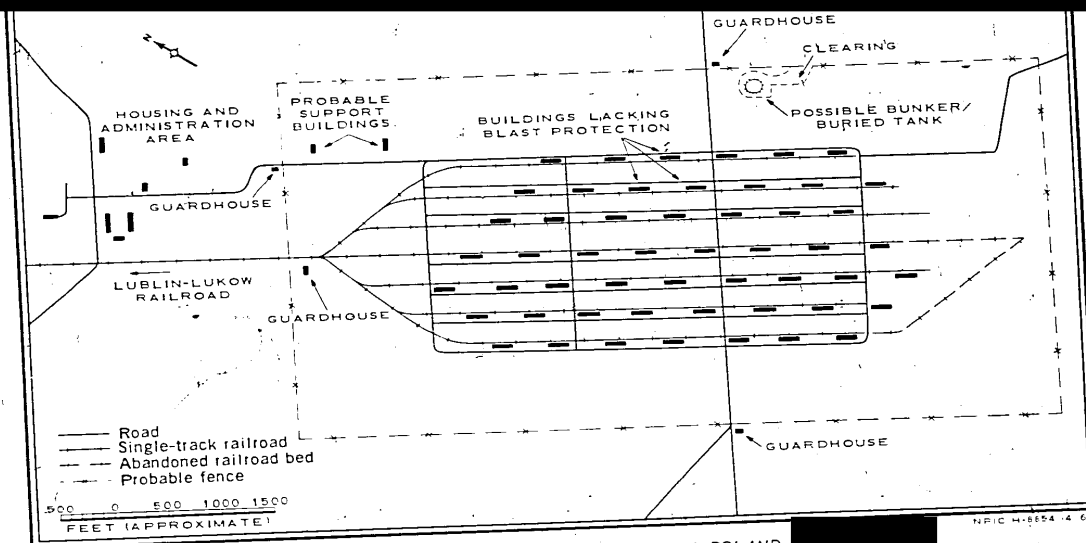 GUARDHOUSE
CLEARING
N
HOUSING AND
ADMINISTRATION
AREA
PROBABLE
SUPPORT
BUILDINGS
BUILDINGS LACKING
BLAST PROTECTION
POSSIBLE BUNKER/
BURIED TANK
GUARDHOUSE
LUBLIN-LUKOW
RAILROAD
GUARDHOUSE
GUARDHOUSE
Road
Single-track railroad
Abandoned railroad bed
Probable fence
500 0 500 1000 1500
FEET (APPROXIMATE)
POLAND